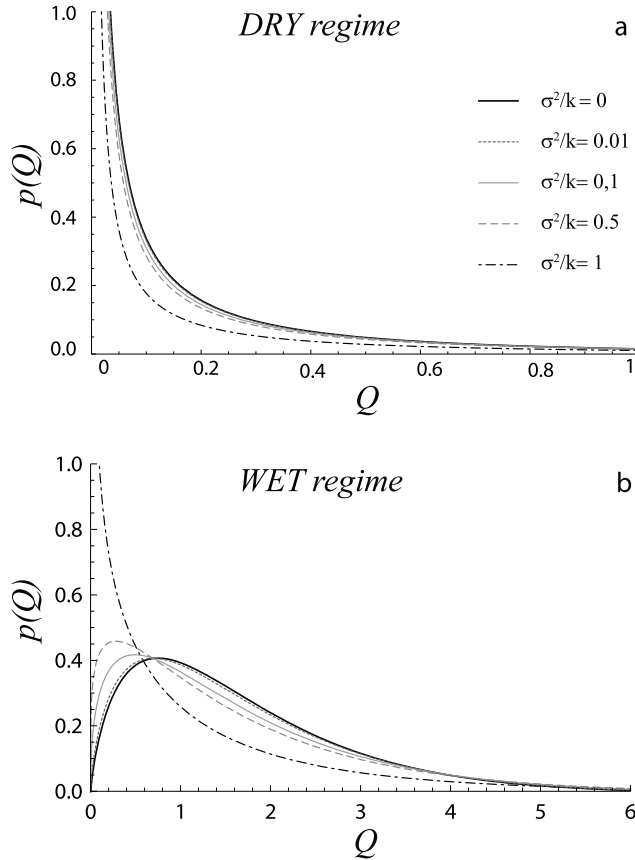 DRY regime
a
1.0
0.8
0.6
0.4
0.2
0.0
p(Q)
σ²/k = 0
σ²/k= 0.01
σ²/k= 0,1
σ²/k= 0.5
σ²/k= 1
0 0.2 0.4 0.6 0.8 1
Q
WET regime
b
1.0
0.8
0.6
0.4
0.2
0.0
p(Q)
0 1 2 3 4 5 6
Q